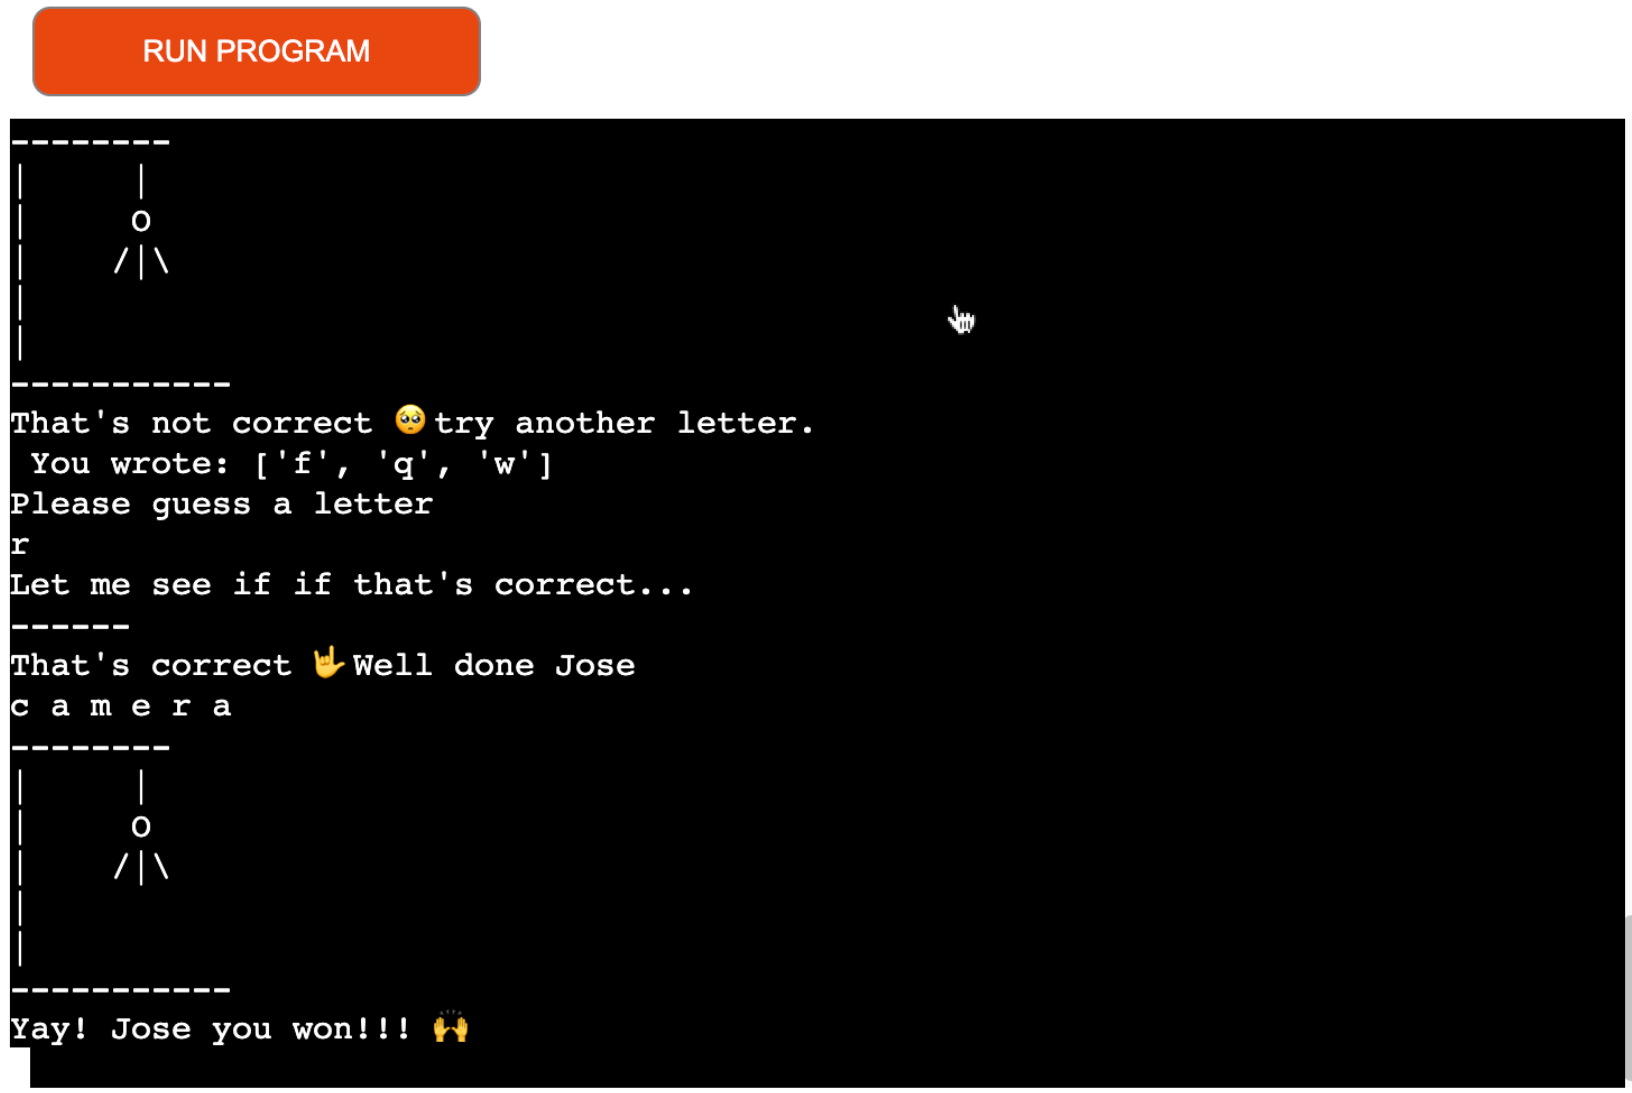 RUN PROGRAM
--------
|      |
|      o
|     /|\
|
|
-----------
That's not correct 🥺try another letter.
 You wrote: ['f', 'q', 'w']
Please guess a letter
r
Let me see if if that's correct...
------
That's correct 🤟Well done Jose
c a m e r a
--------
|      |
|      o
|     /|\
|
|
-----------
Yay! Jose you won!!! 🙌